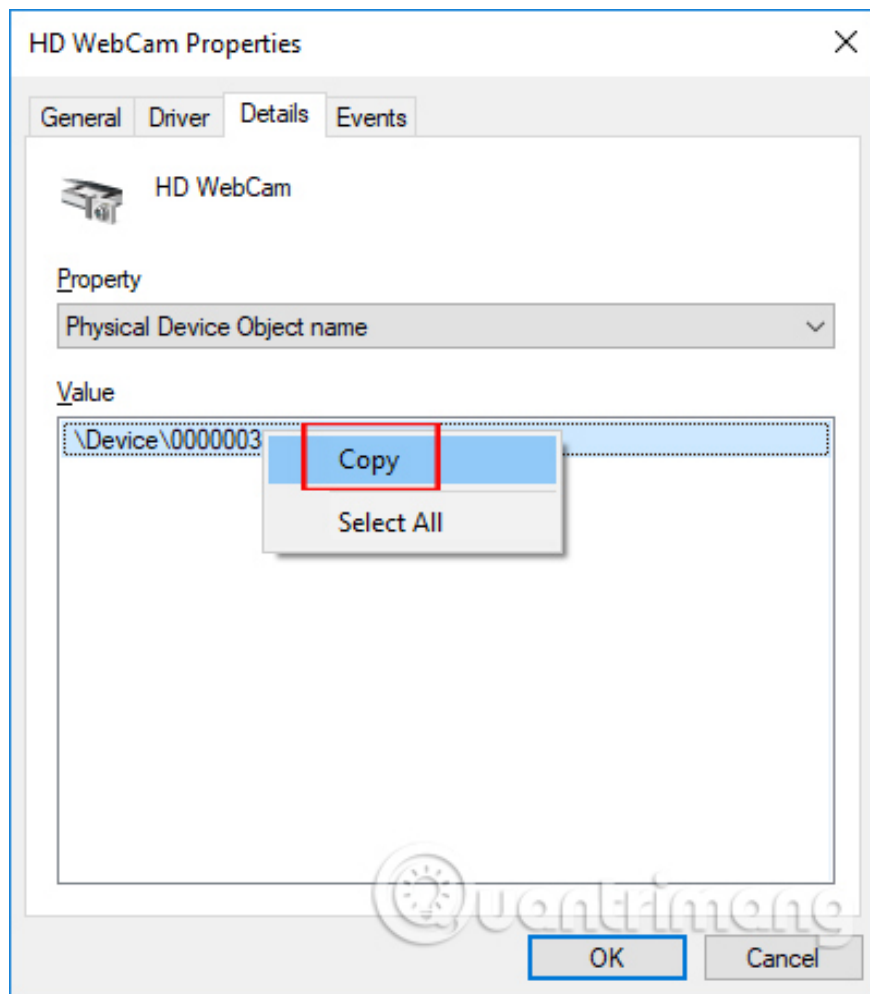 HD WebCam Properties
General Driver Details Events
HD WebCam
Property
Physical Device Object name
Value
\Device\0000003
Copy
Select All
Quantrimang
OK Cancel